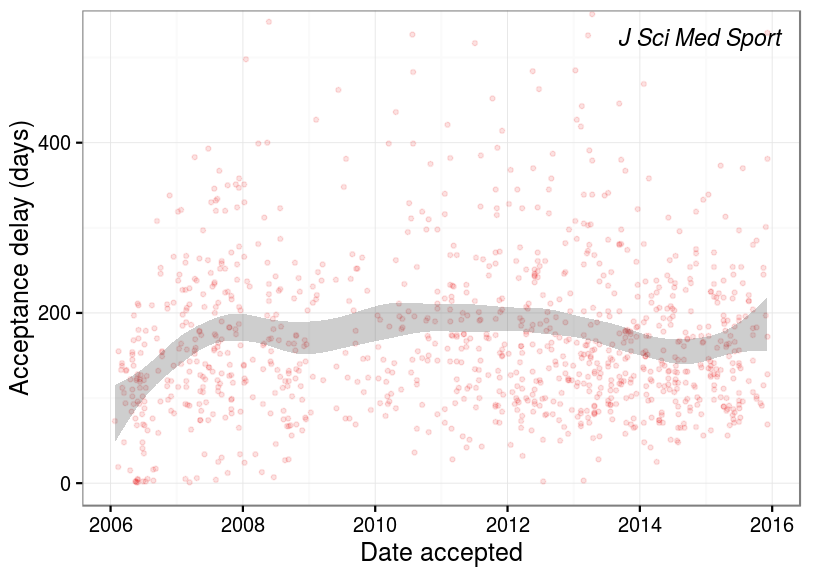 J Sci Med Sport
Acceptance delay (days)
400
200
0
2006 2008 2010 2012 2014 2016
Date accepted